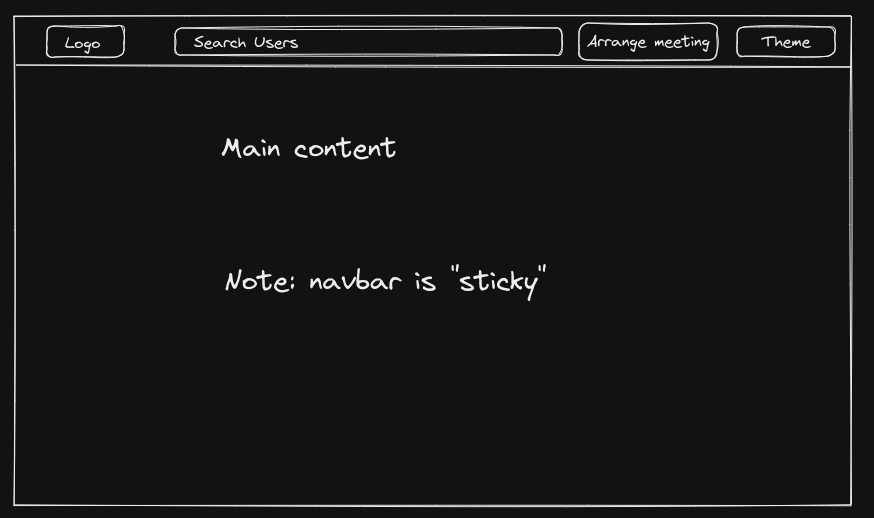 Logo
Search Users
Arrange meeting
Theme
Main content
Note: navbar is "sticky"